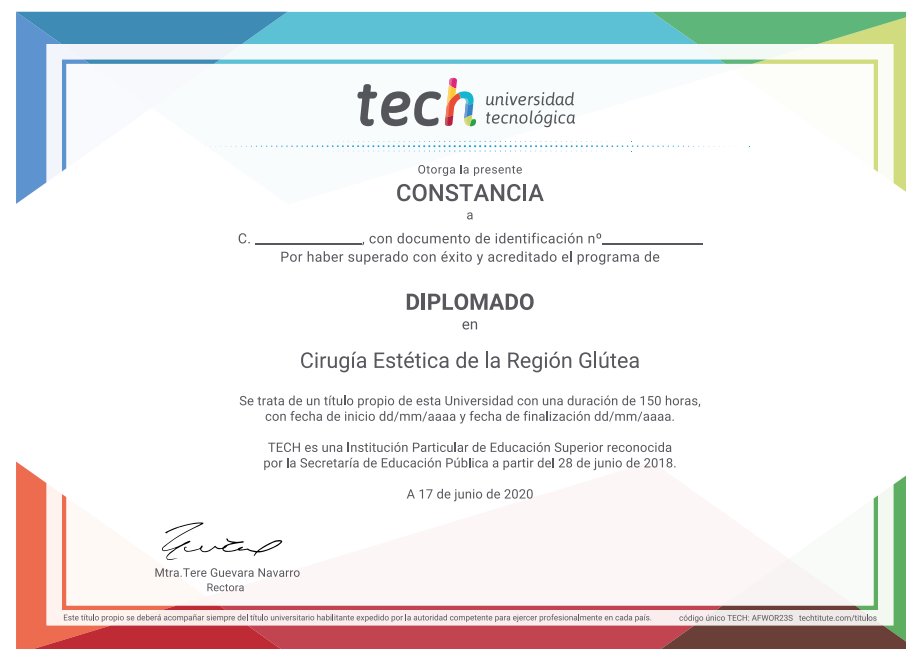 tech universidad
tecnológica
Otorga la presente
CONSTANCIA
a
C. ____________, con documento de identificación nº____________
Por haber superado con éxito y acreditado el programa de
DIPLOMADO
en
Cirugía Estética de la Región Glútea
Se trata de un título propio de esta Universidad con una duración de 150 horas,
con fecha de inicio dd/mm/aaaa y fecha de finalización dd/mm/aaaa.
TECH es una Institución Particular de Educación Superior reconocida
por la Secretaría de Educación Pública a partir del 28 de junio de 2018.
A 17 de junio de 2020
Mtra.Tere Guevara Navarro
Rectora
Este título propio se deberá acompañar siempre del título universitario habilitante expedido por la autoridad competente para ejercer profesionalmente en cada país. código único TECH: AFWOR23S techtitute.com/titulos